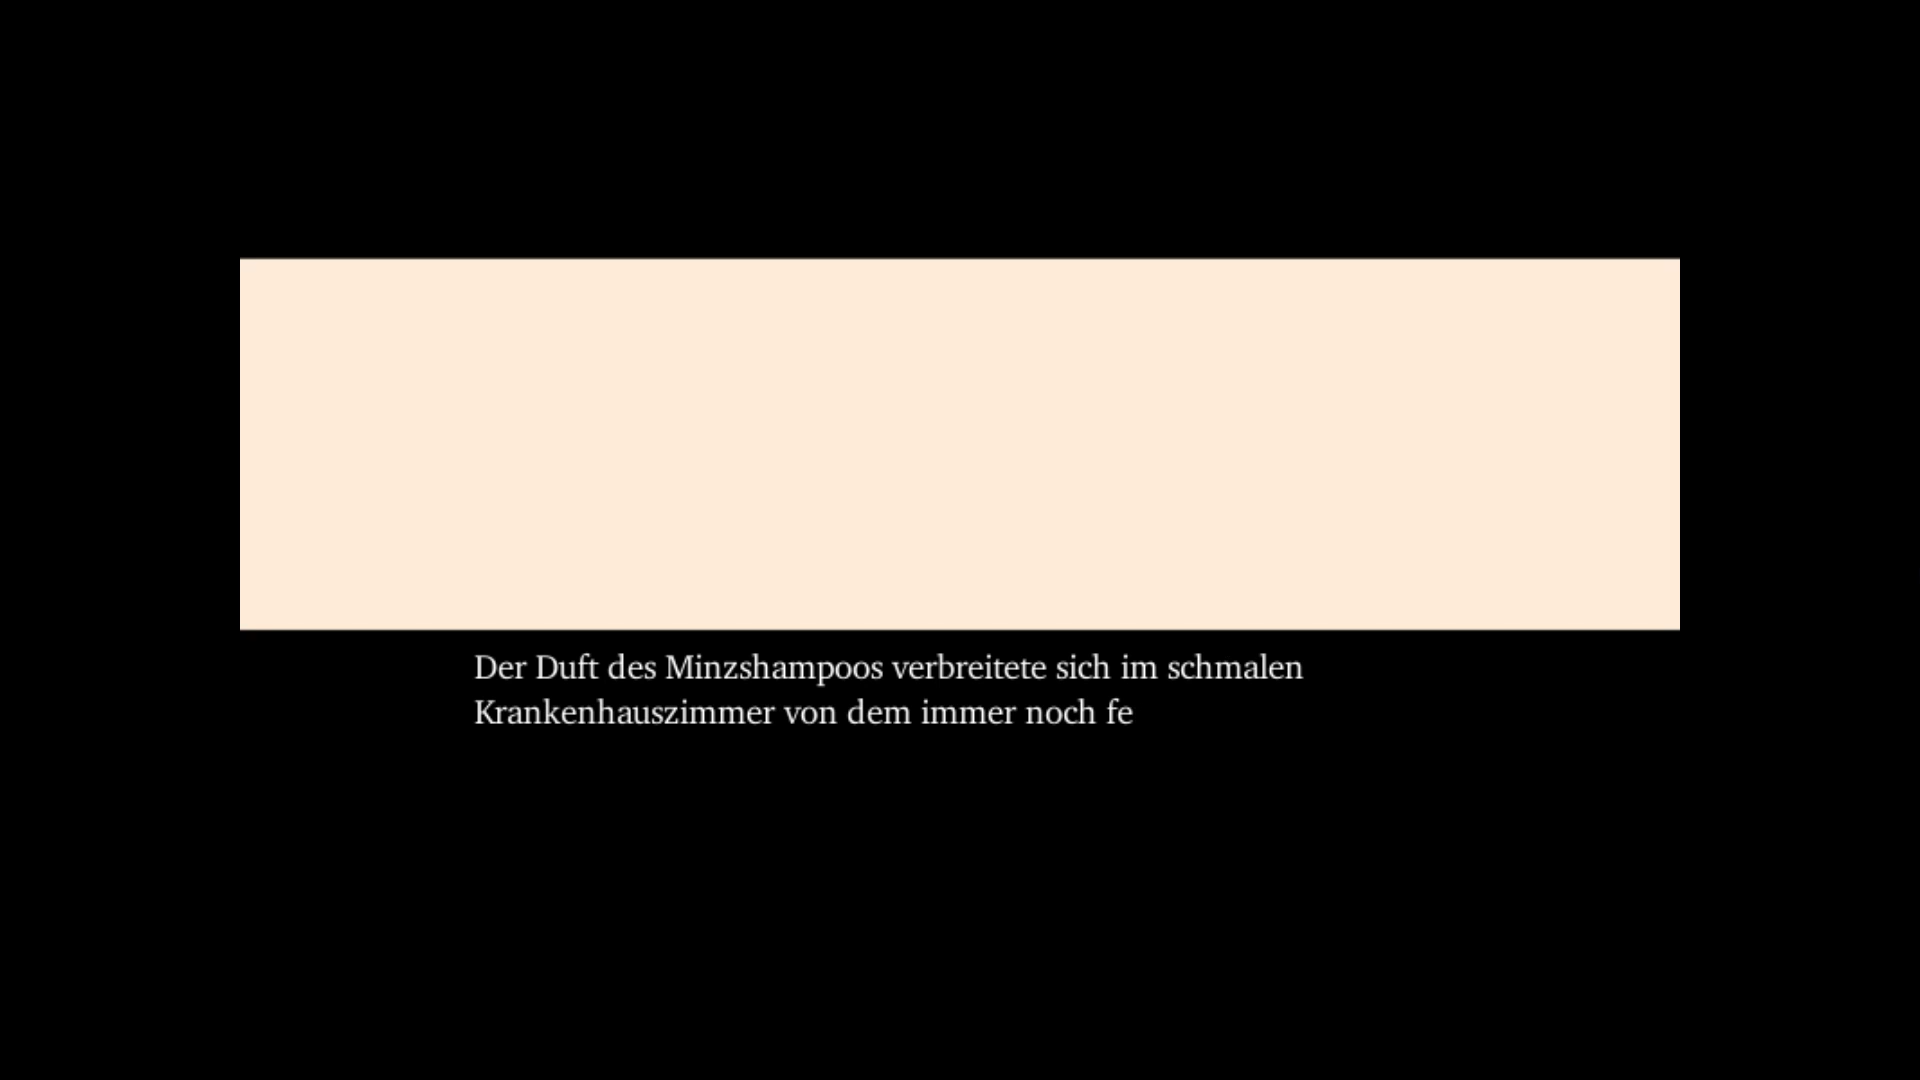 Der Duft des Minzshampoos verbreitete sich im schmalen
Krankenhauszimmer von dem immer noch fe